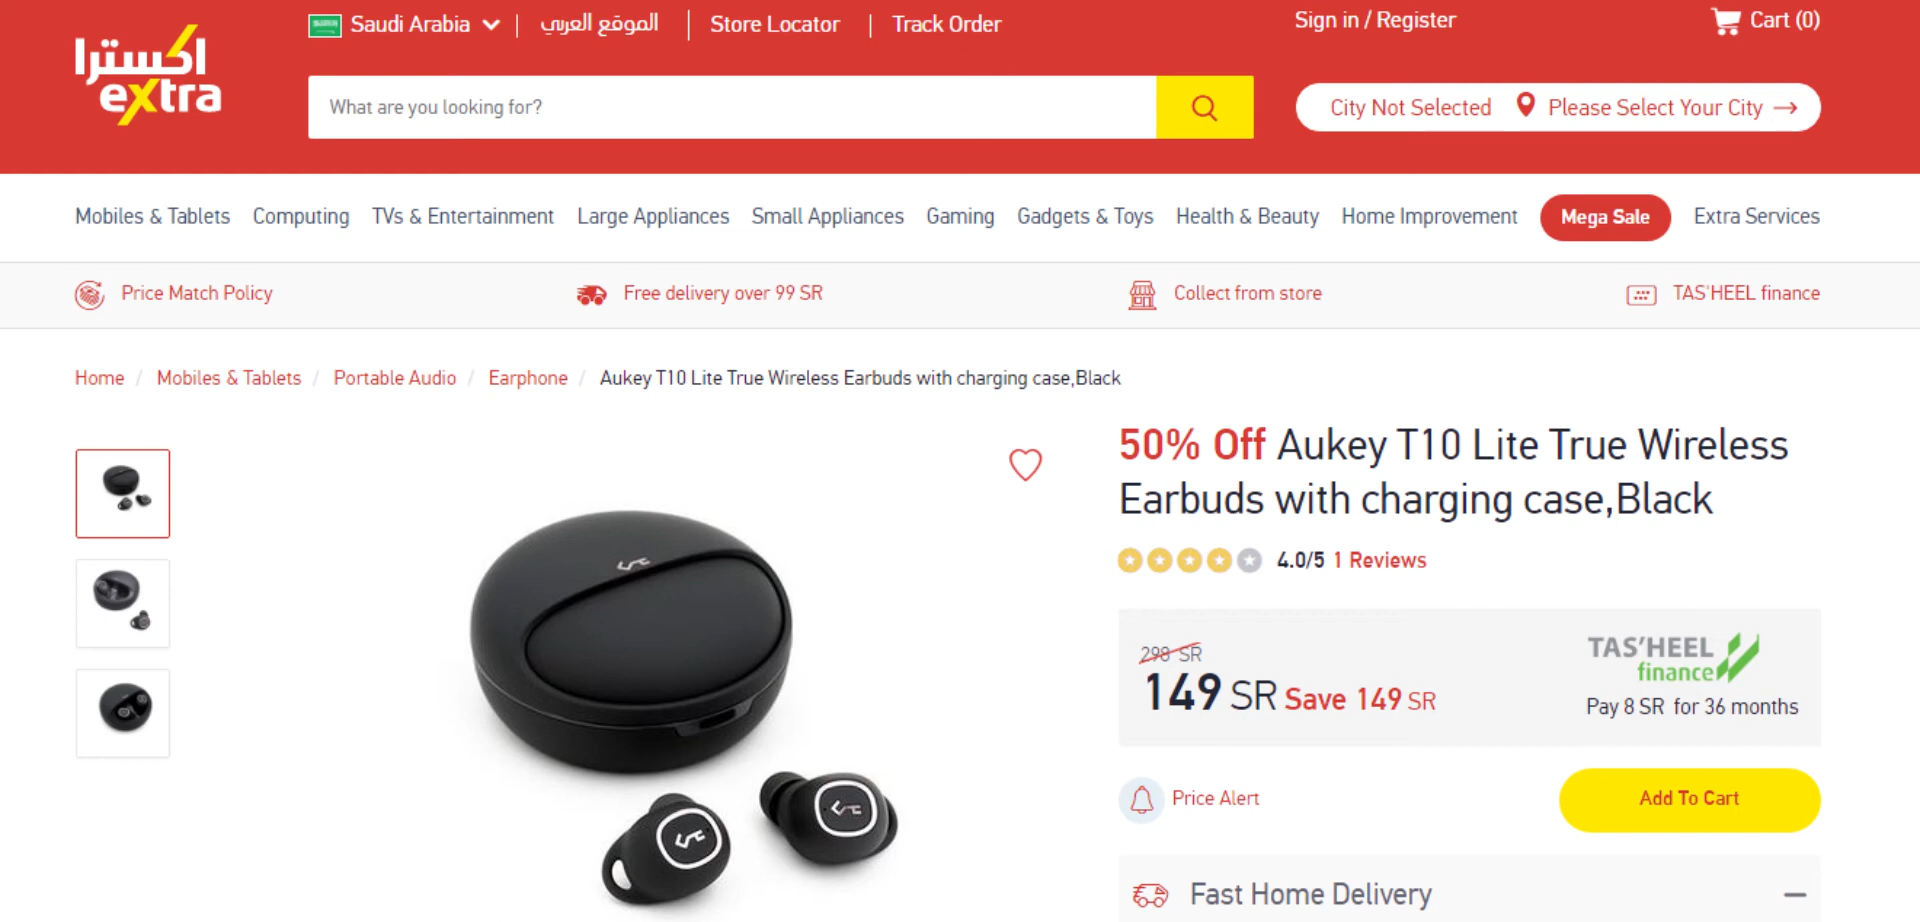 اكسترا
extra
Saudi Arabia
الموقع العربي
Store Locator
Track Order
Sign in / Register
Cart (0)
What are you looking for?
City Not Selected
Please Select Your City →
Mobiles & Tablets
Computing
TVs & Entertainment
Large Appliances
Small Appliances
Gaming
Gadgets & Toys
Health & Beauty
Home Improvement
Mega Sale
Extra Services
Price Match Policy
Free delivery over 99 SR
Collect from store
TAS'HEEL finance
Home / Mobiles & Tablets / Portable Audio / Earphone / Aukey T10 Lite True Wireless Earbuds with charging case,Black
50% Off Aukey T10 Lite True Wireless
Earbuds with charging case,Black
4.0/5 1 Reviews
298 SR
149 SR Save 149 SR
TAS'HEEL
finance
Pay 8 SR for 36 months
Price Alert
Add To Cart
Fast Home Delivery